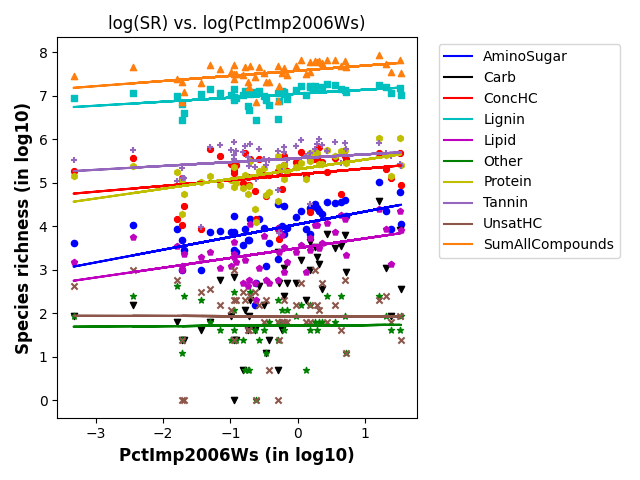 log(SR) vs. log(PctImp2006Ws)
Species richness (in log10)
8
7
6
5
4
3
2
1
0
−3
−2
−1
0
1
PctImp2006Ws (in log10)
AminoSugar
Carb
ConcHC
Lignin
Lipid
Other
Protein
Tannin
UnsatHC
SumAllCompounds